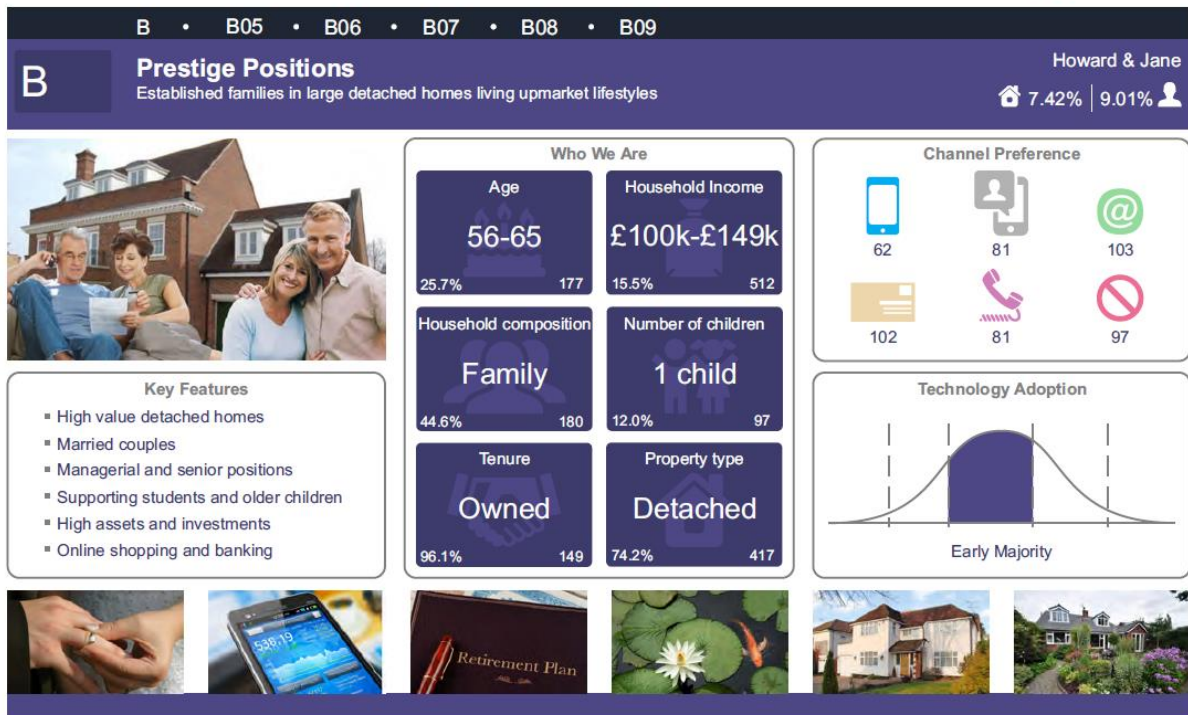 B • B05 • B06 • B07 • B08 • B09
B
Prestige Positions
Established families in large detached homes living upmarket lifestyles
Howard & Jane
7.42% | 9.01%
Key Features
▪ High value detached homes
▪ Married couples
▪ Managerial and senior positions
▪ Supporting students and older children
▪ High assets and investments
▪ Online shopping and banking
Who We Are
Age
56-65
25.7% 177
Household Income
£100k-£149k
15.5% 512
Household composition
Family
44.6% 180
Number of children
1 child
12.0% 97
Tenure
Owned
96.1% 149
Property type
Detached
74.2% 417
Channel Preference
@
62 81 103
102 81 97
Technology Adoption
Early Majority
538.19
Retirement Plan